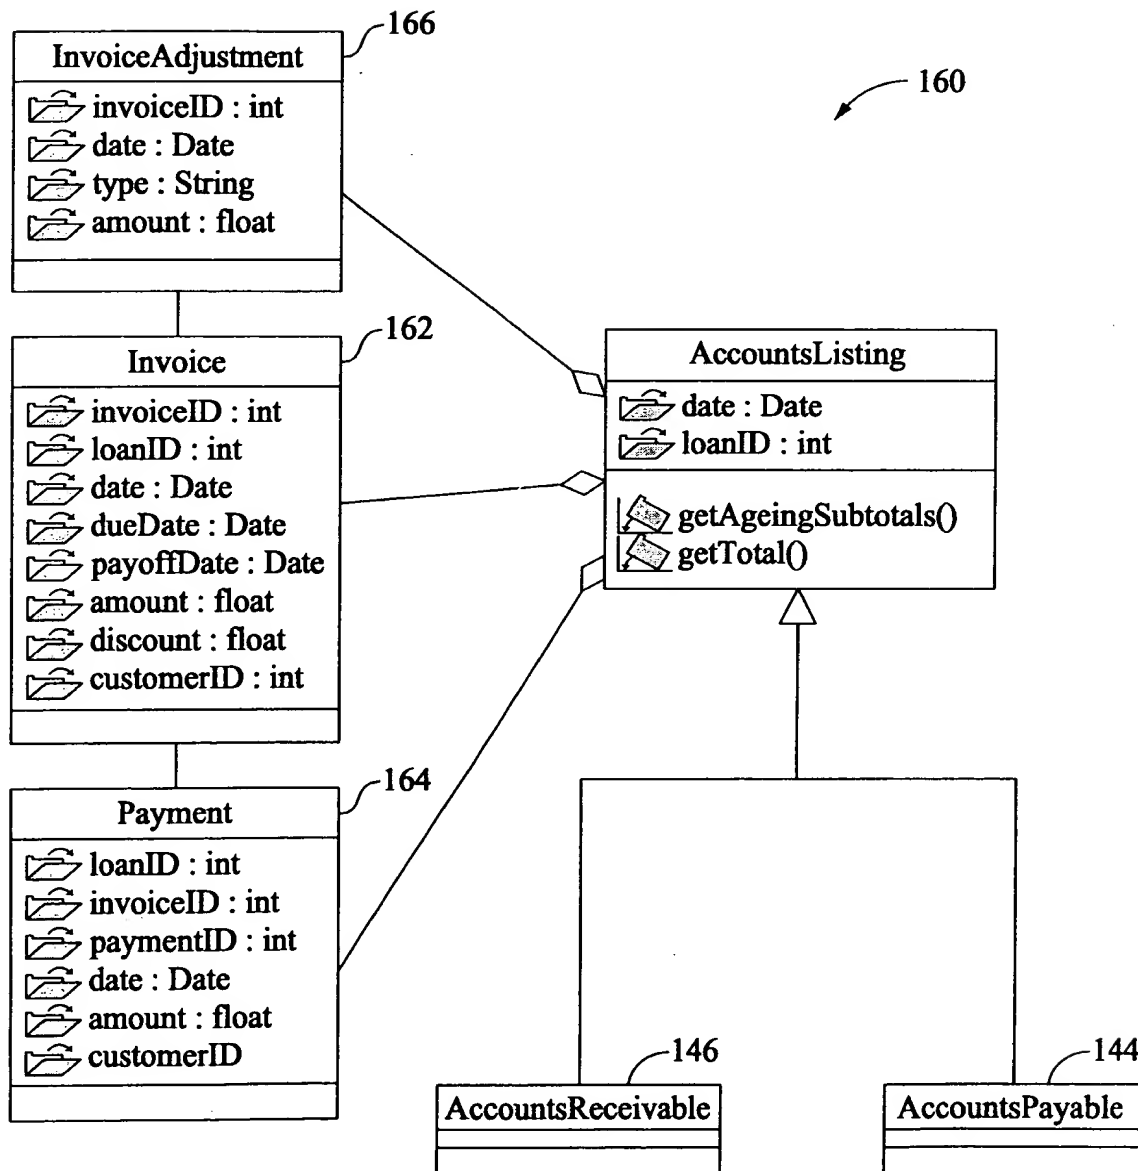 166
InvoiceAdjustment
invoiceID : int
date : Date
type : String
amount : float
160
162
Invoice
invoiceID : int
loanID : int
date : Date
dueDate : Date
payoffDate : Date
amount : float
discount : float
customerID : int
AccountsListing
date : Date
loanID : int
getAgeingSubtotals()
getTotal()
164
Payment
loanID : int
invoiceID : int
paymentID : int
date : Date
amount : float
customerID
146
AccountsReceivable
144
AccountsPayable